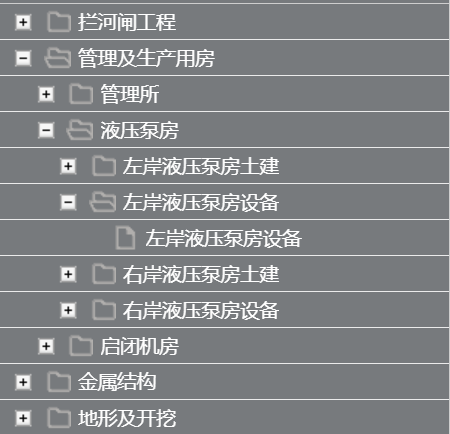 拦河闸工程
管理及生产用房
管理所
液压泵房
左岸液压泵房土建
左岸液压泵房设备
左岸液压泵房设备
右岸液压泵房土建
右岸液压泵房设备
启闭机房
金属结构
地形及开挖